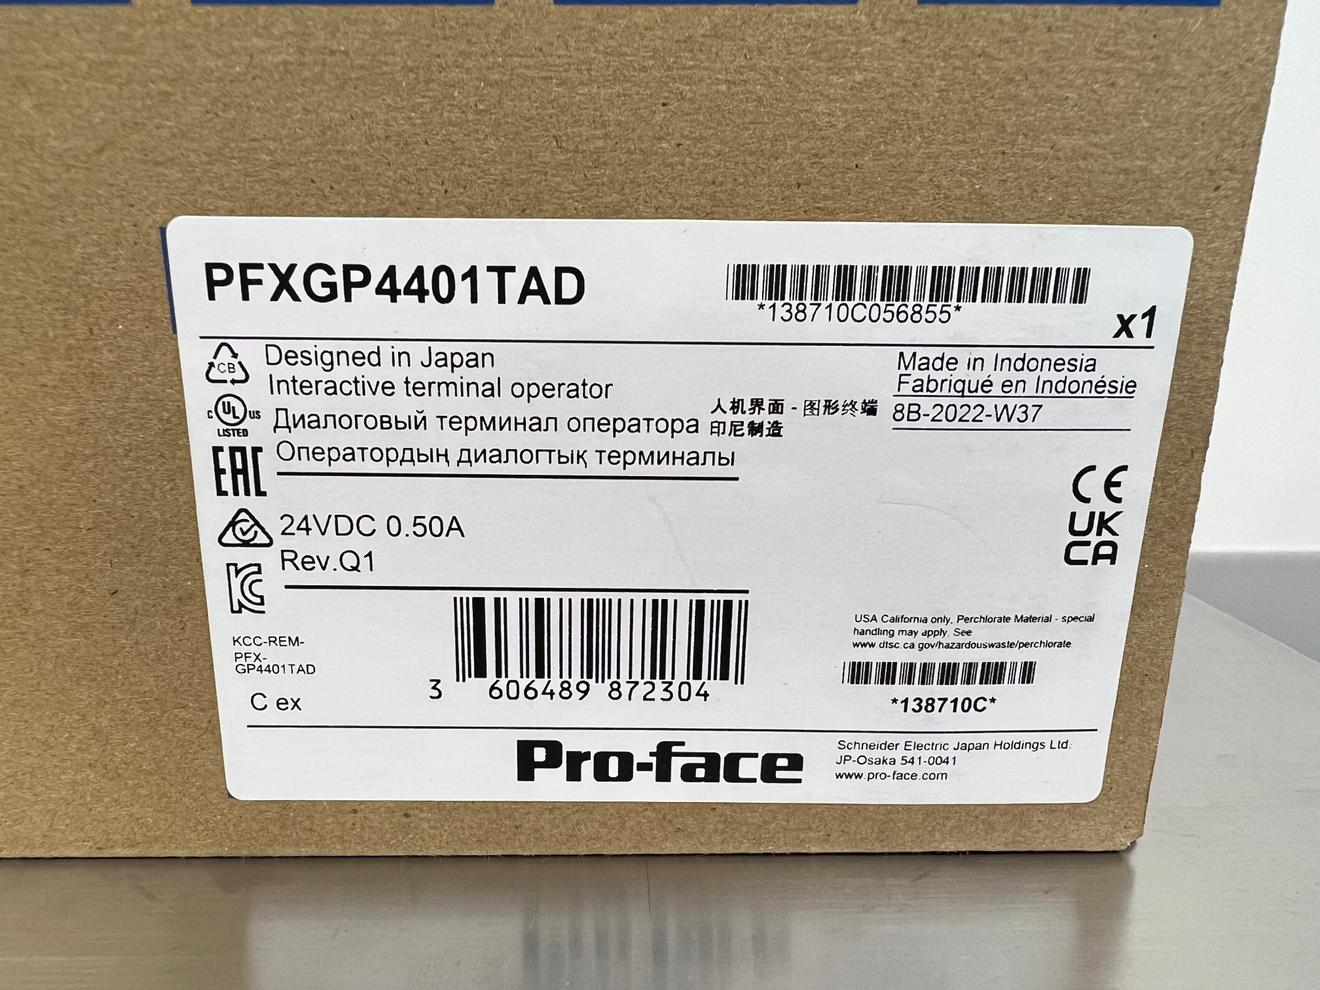 PFXGP4401TAD
*138710C056855*
x1
CB
Designed in Japan
Interactive terminal operator
C UL US
LISTED
Диалоговый терминал оператора
Оператордың диалогтық терминалы
人机界面 - 图形终端
印尼制造
Made in Indonesia
Fabriqué en Indonésie
8B-2022-W37
EAC
24VDC 0.50A
Rev.Q1
CE
UK
CA
KC
KCC-REM-
PFX-
GP4401TAD
C ex
3 606489 872304
USA California only, Perchlorate Material - special
handling may apply. See
www.dtsc.ca.gov/hazardouswaste/perchlorate
*138710C*
Pro-face
Schneider Electric Japan Holdings Ltd.
JP-Osaka 541-0041
www.pro-face.com